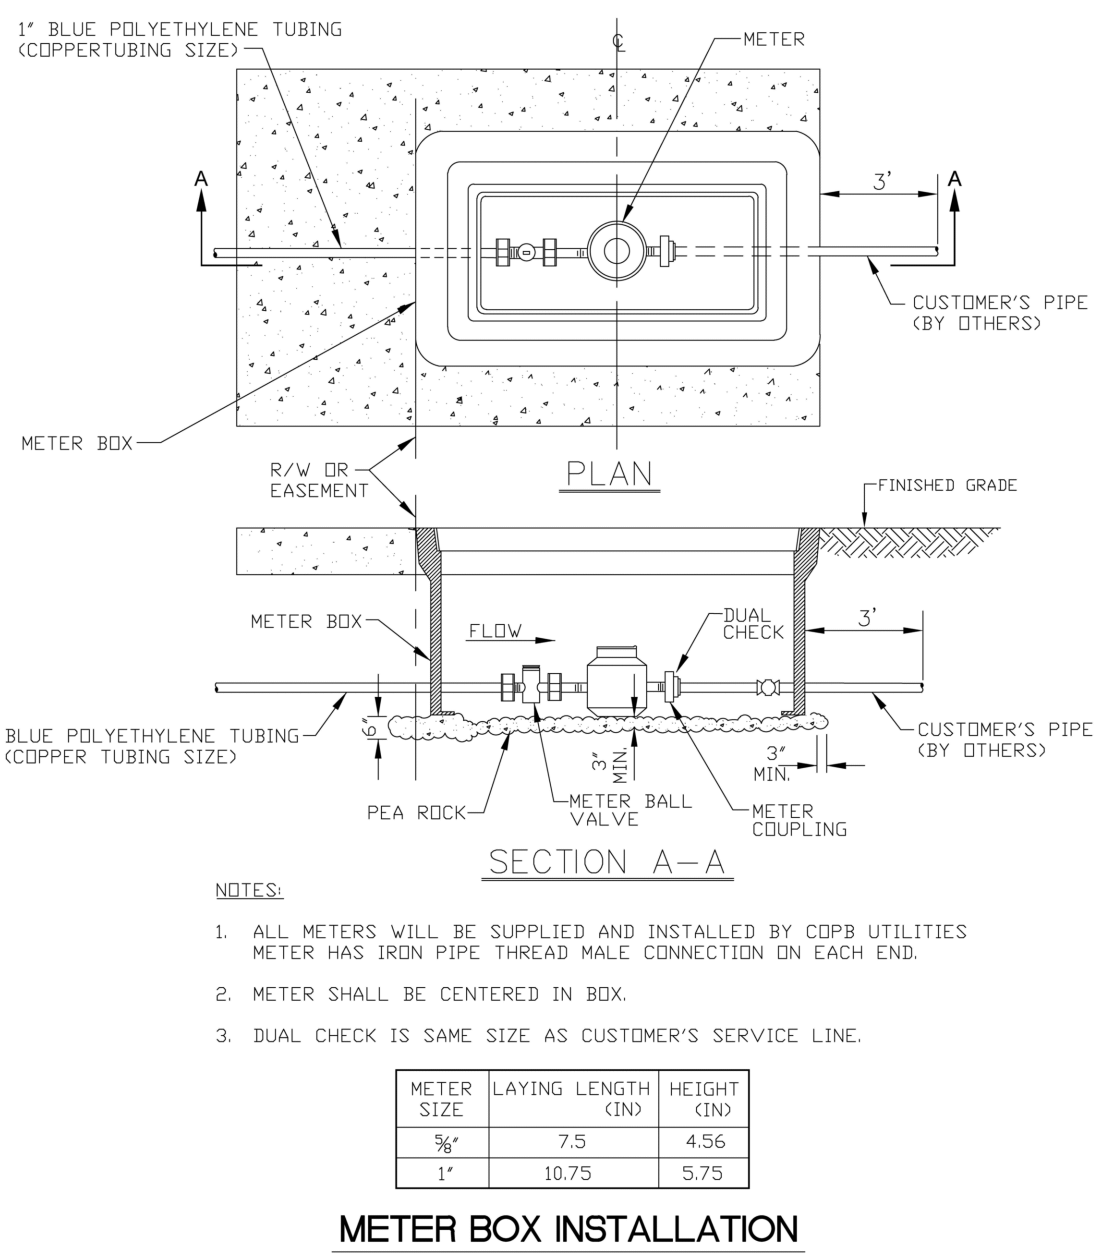 1" BLUE POLYETHYLENE TUBING
(COPPERTUBING SIZE)
℄
METER
A
3'
A
CUSTOMER'S PIPE
(BY OTHERS)
METER BOX
R/W OR
EASEMENT
PLAN
FINISHED GRADE
METER BOX
FLOW
DUAL
CHECK
3'
BLUE POLYETHYLENE TUBING
(COPPER TUBING SIZE)
6"
3"
MIN.
3"
MIN.
CUSTOMER'S PIPE
(BY OTHERS)
PEA ROCK
METER BALL
VALVE
METER
COUPLING
SECTION A-A
NOTES:
1. ALL METERS WILL BE SUPPLIED AND INSTALLED BY COPB UTILITIES
METER HAS IRON PIPE THREAD MALE CONNECTION ON EACH END.
2. METER SHALL BE CENTERED IN BOX.
3. DUAL CHECK IS SAME SIZE AS CUSTOMER'S SERVICE LINE.
METER LAYING LENGTH HEIGHT
SIZE (IN) (IN)
⅝" 7.5 4.56
1" 10.75 5.75
METER BOX INSTALLATION